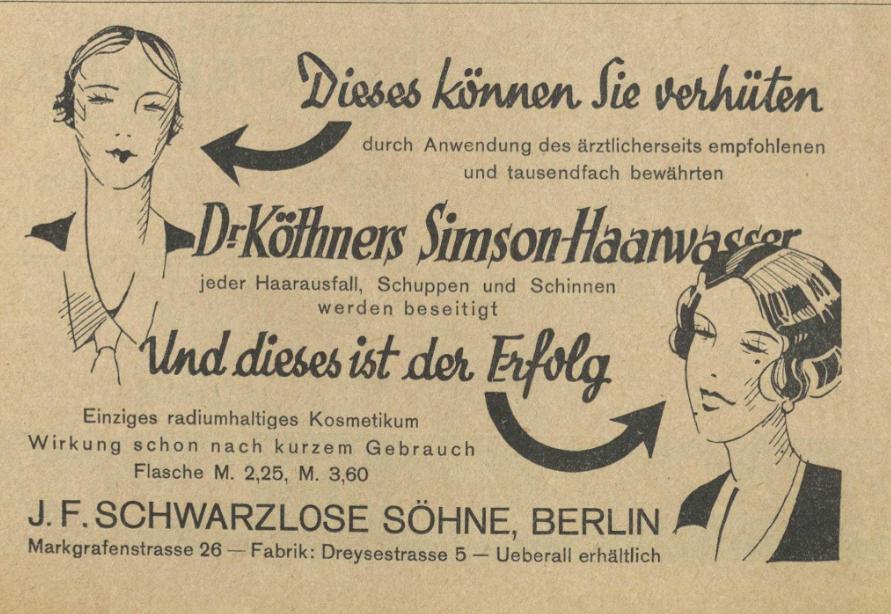 Dieses können Sie verhüten
durch Anwendung des ärztlicherseits empfohlenen
und tausendfach bewährten
Dr Köthners Simson-Haarwasser
jeder Haarausfall, Schuppen und Schinnen
werden beseitigt
Und dieses ist der Erfolg
Einziges radiumhaltiges Kosmetikum
Wirkung schon nach kurzem Gebrauch
Flasche M. 2,25, M. 3,60
J. F. SCHWARZLOSE SÖHNE, BERLIN
Markgrafenstrasse 26 — Fabrik: Dreysestrasse 5 — Ueberall erhältlich